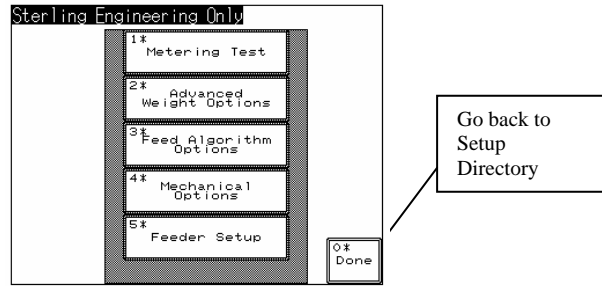 Sterling Engineering Only
1*
Metering Test
2*
Advanced
Weight Options
3*
Feed Algorithm
Options
4*
Mechanical
Options
5*
Feeder Setup
0*
Done
Go back to
Setup
Directory